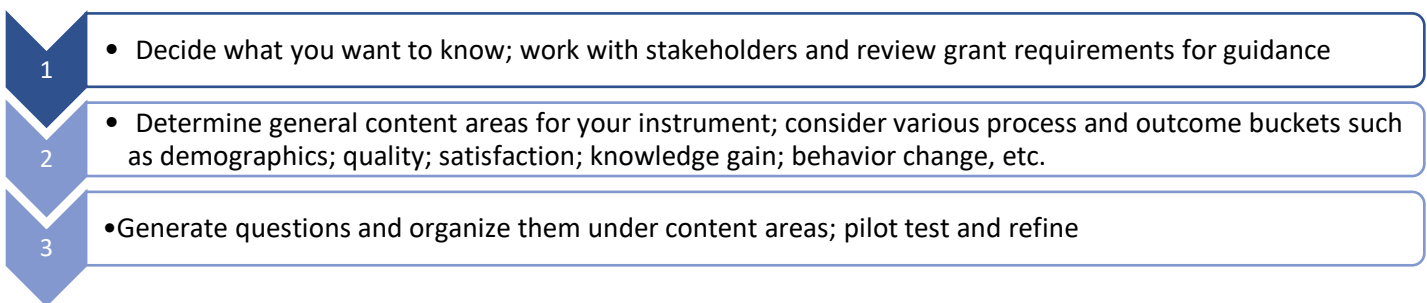 1
• Decide what you want to know; work with stakeholders and review grant requirements for guidance
2
• Determine general content areas for your instrument; consider various process and outcome buckets such
as demographics; quality; satisfaction; knowledge gain; behavior change, etc.
3
•Generate questions and organize them under content areas; pilot test and refine